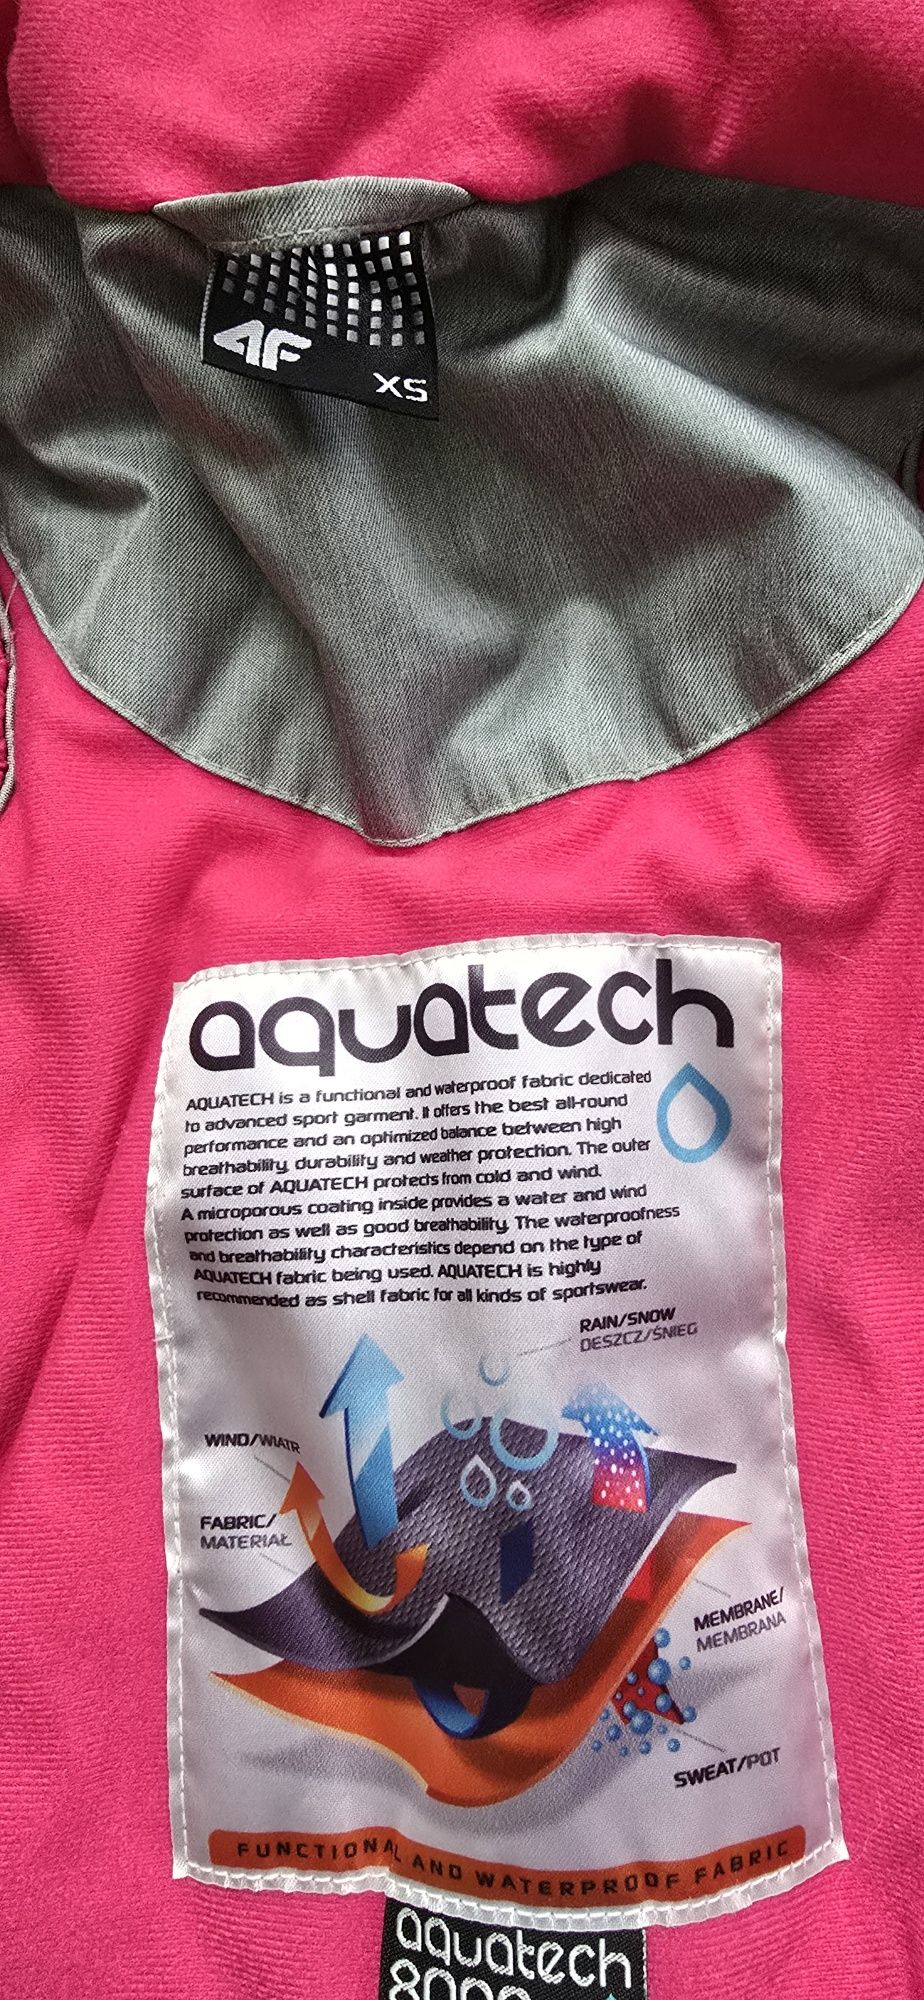 4F
XS
aquatech
AQUATECH is a functional and waterproof fabric dedicated
to advanced sport garment. It offers the best all-round
performance and an optimized balance between high
breathability, durability and weather protection. The outer
surface of AQUATECH protects from cold and wind.
A microporous coating inside provides a water and wind
protection as well as good breathability. The waterproofness
and breathability characteristics depend on the type of
AQUATECH fabric being used. AQUATECH is highly
recommended as shell fabric for all kinds of sportswear.
RAIN/SNOW
DESZCZ/ŚNIEG
WIND/WIATR
FABRIC/
MATERIAŁ
MEMBRANE/
MEMBRANA
SWEAT/POT
FUNCTIONAL AND WATERPROOF FABRIC
aquatech
8000